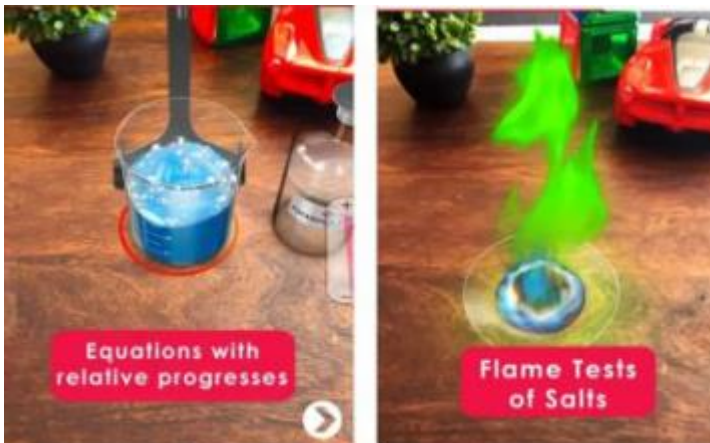 Equations with
relative progresses
Flame Tests
of Salts